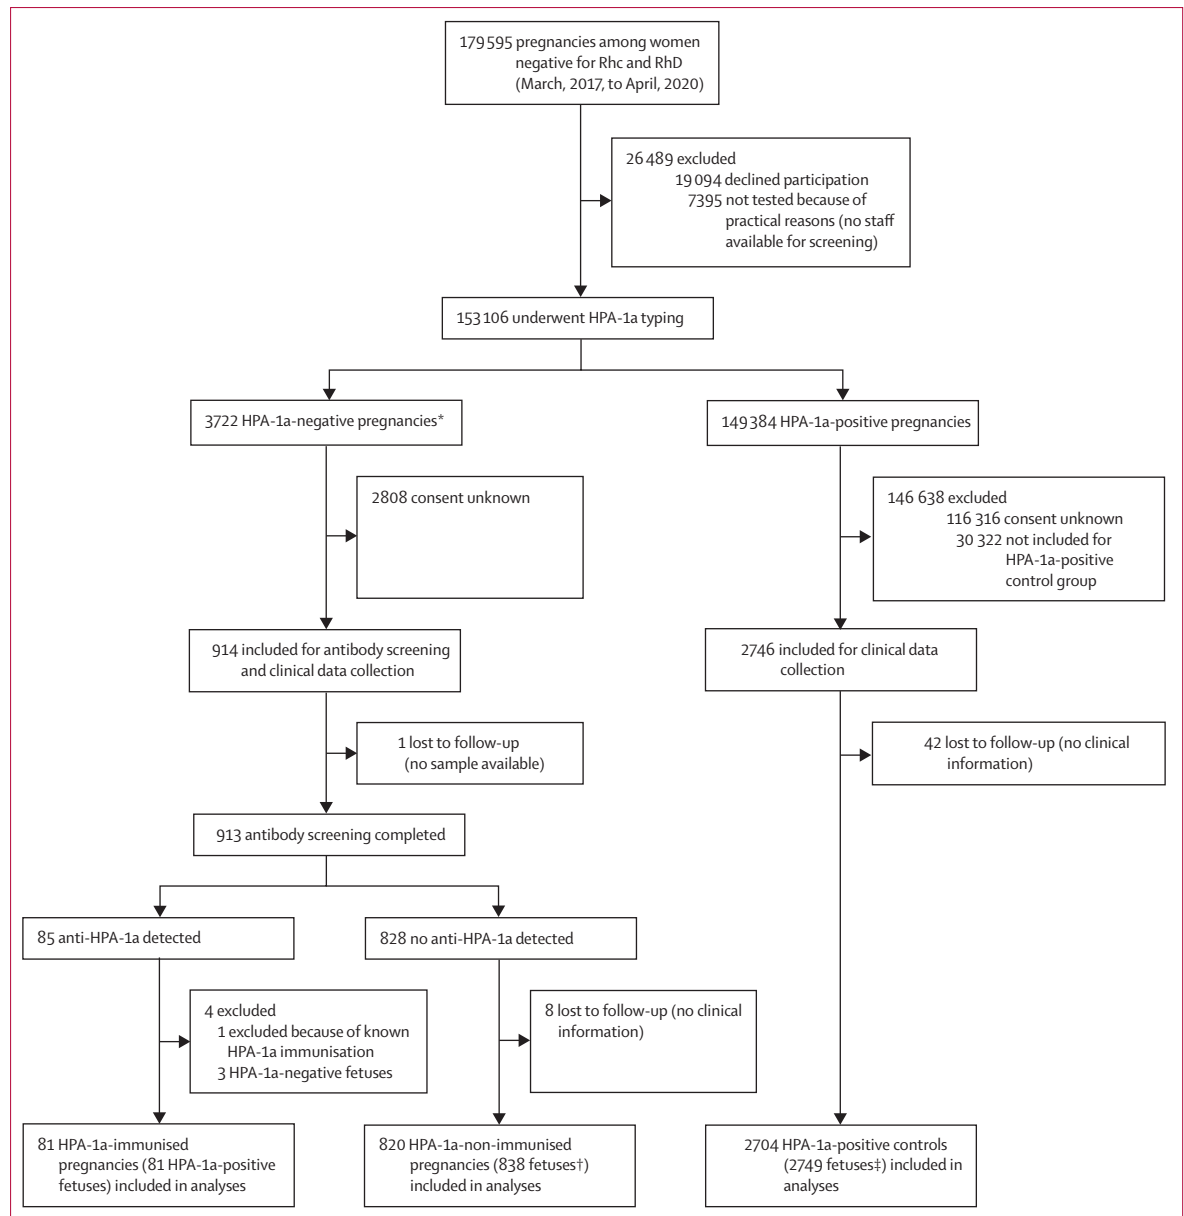 179 595 pregnancies among women
negative for Rhc and RhD
(March, 2017, to April, 2020)
26 489 excluded
19 094 declined participation
7395 not tested because of
practical reasons (no staff
available for screening)
153 106 underwent HPA-1a typing
3722 HPA-1a-negative pregnancies*
149 384 HPA-1a-positive pregnancies
2808 consent unknown
146 638 excluded
116 316 consent unknown
30 322 not included for
HPA-1a-positive
control group
914 included for antibody screening
and clinical data collection
2746 included for clinical data
collection
1 lost to follow-up
(no sample available)
42 lost to follow-up (no clinical
information)
913 antibody screening completed
85 anti-HPA-1a detected
828 no anti-HPA-1a detected
4 excluded
1 excluded because of known
HPA-1a immunisation
3 HPA-1a-negative fetuses
8 lost to follow-up (no clinical
information)
81 HPA-1a-immunised
pregnancies (81 HPA-1a-positive
fetuses) included in analyses
820 HPA-1a-non-immunised
pregnancies (838 fetuses†)
included in analyses
2704 HPA-1a-positive controls
(2749 fetuses‡) included in
analyses